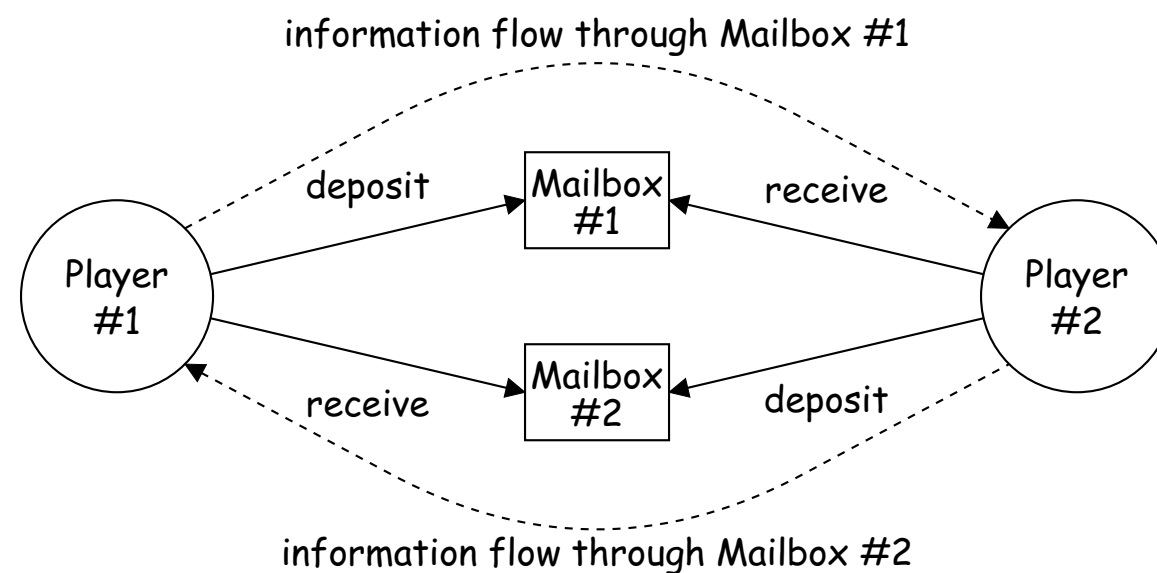 information flow through Mailbox #1
deposit
Mailbox
#1
receive
Player
#1
Player
#2
receive
Mailbox
#2
deposit
information flow through Mailbox #2